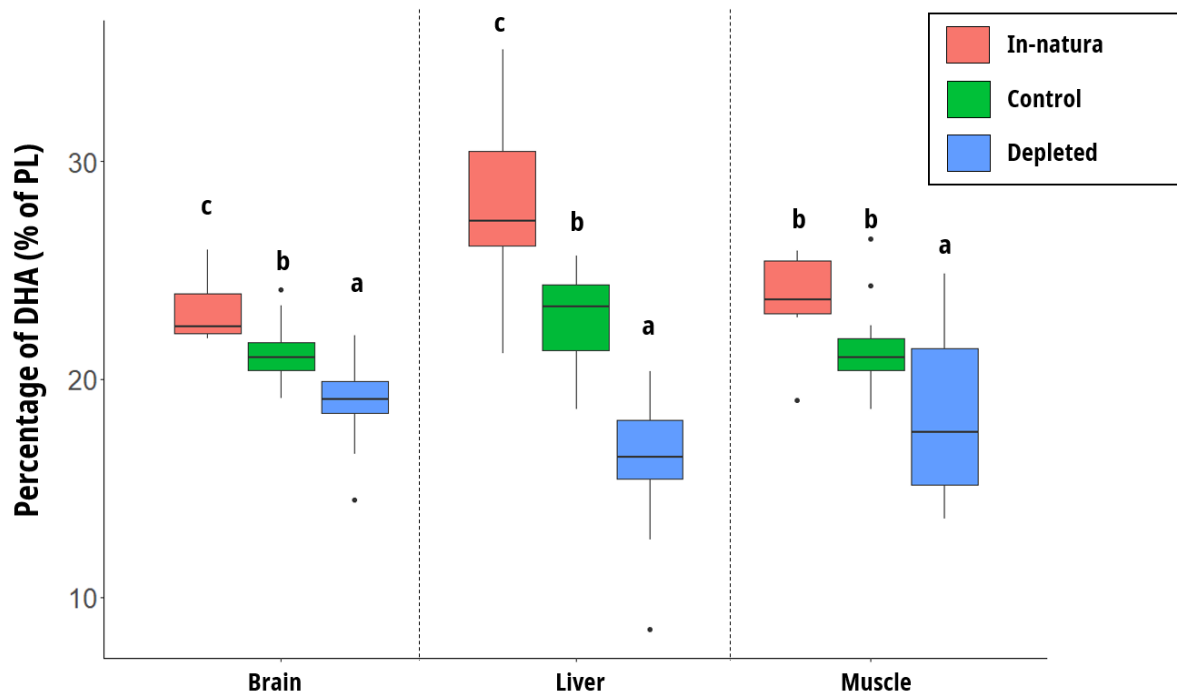 Percentage of DHA (% of PL)
30
20
10
c
b
a
c
b
a
b
b
a
In-natura
Control
Depleted
Brain
Liver
Muscle